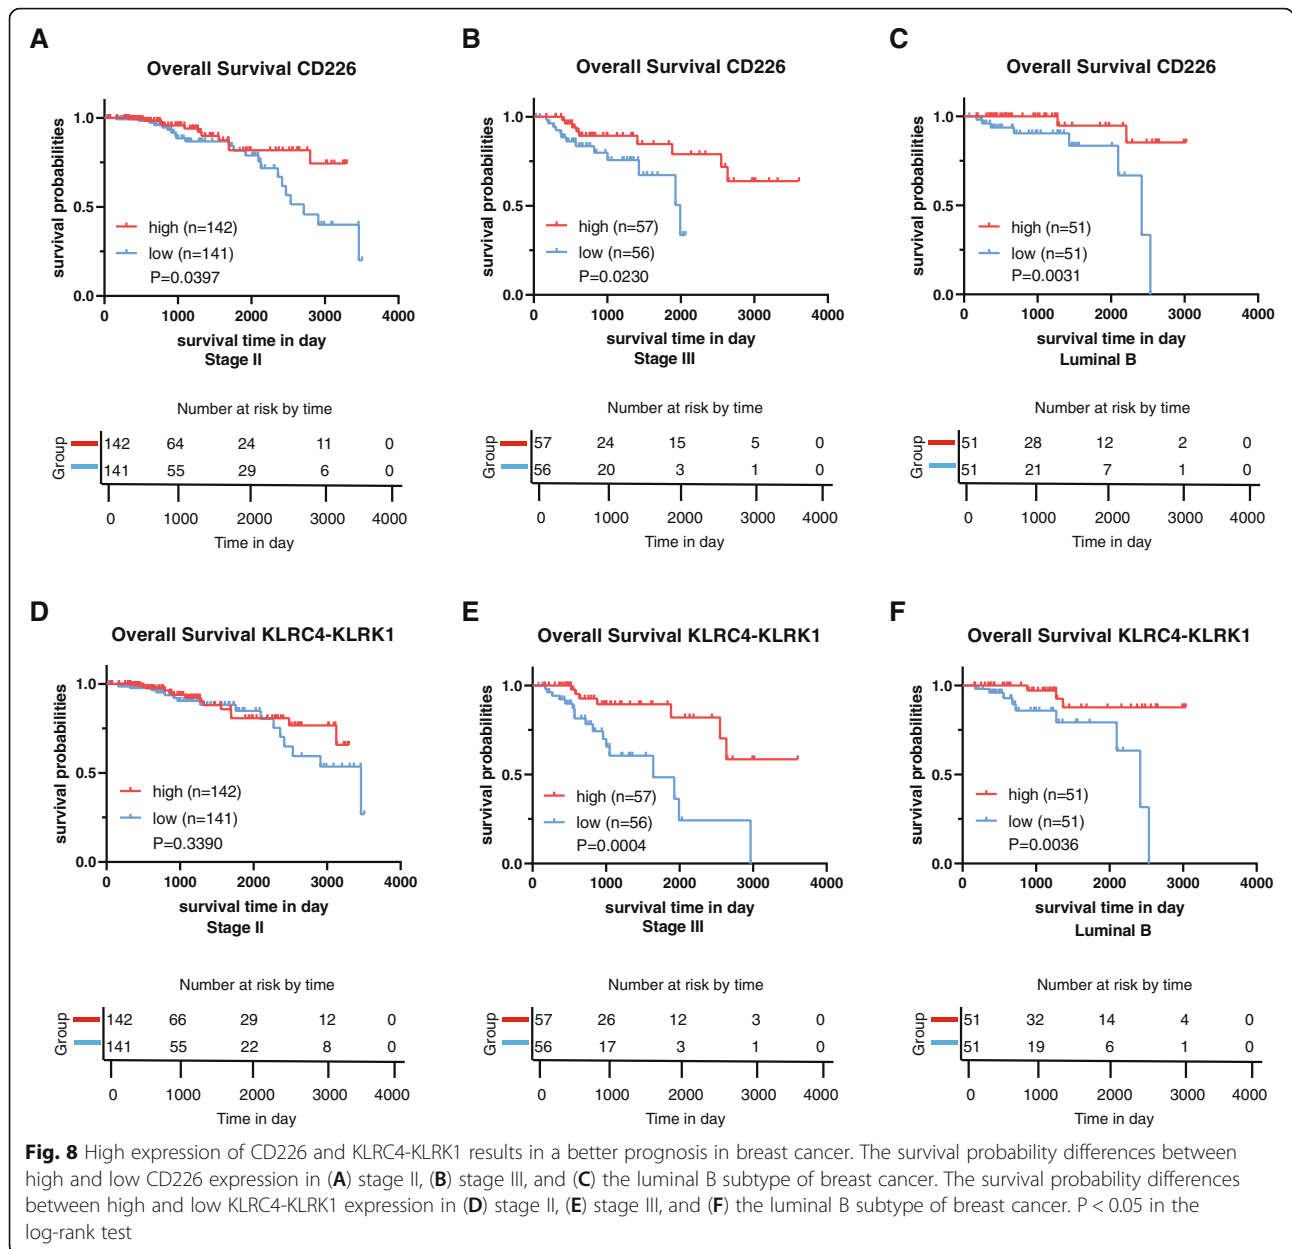 A
Overall Survival CD226
survival probabilities
1.0
0.5
0.0
high (n=142)
low (n=141)
P=0.0397
0 1000 2000 3000 4000
survival time in day
Stage II
Number at risk by time
Group
142 64 24 11 0
141 55 29 6 0
0 1000 2000 3000 4000
Time in day
B
Overall Survival CD226
survival probabilities
1.0
0.5
0.0
high (n=57)
low (n=56)
P=0.0230
0 1000 2000 3000 4000
survival time in day
Stage III
Number at risk by time
Group
57 24 15 5 0
56 20 3 1 0
0 1000 2000 3000 4000
Time in day
C
Overall Survival CD226
survival probabilities
1.0
0.5
0.0
high (n=51)
low (n=51)
P=0.0031
0 1000 2000 3000 4000
survival time in day
Luminal B
Number at risk by time
Group
51 28 12 2 0
51 21 7 1 0
0 1000 2000 3000 4000
Time in day
D
Overall Survival KLRC4-KLRK1
survival probabilities
1.0
0.5
0.0
high (n=142)
low (n=141)
P=0.3390
0 1000 2000 3000 4000
survival time in day
Stage II
Number at risk by time
Group
142 66 29 12 0
141 55 22 8 0
0 1000 2000 3000 4000
Time in day
E
Overall Survival KLRC4-KLRK1
survival probabilities
1.0
0.5
0.0
high (n=57)
low (n=56)
P=0.0004
0 1000 2000 3000 4000
survival time in day
Stage III
Number at risk by time
Group
57 26 12 3 0
56 17 3 1 0
0 1000 2000 3000 4000
Time in day
F
Overall Survival KLRC4-KLRK1
survival probabilities
1.0
0.5
0.0
high (n=51)
low (n=51)
P=0.0036
0 1000 2000 3000 4000
survival time in day
Luminal B
Number at risk by time
Group
51 32 14 4 0
51 19 6 1 0
0 1000 2000 3000 4000
Time in day
Fig. 8 High expression of CD226 and KLRC4-KLRK1 results in a better prognosis in breast cancer. The survival probability differences between
high and low CD226 expression in (A) stage II, (B) stage III, and (C) the luminal B subtype of breast cancer. The survival probability differences
between high and low KLRC4-KLRK1 expression in (D) stage II, (E) stage III, and (F) the luminal B subtype of breast cancer. P < 0.05 in the
log-rank test